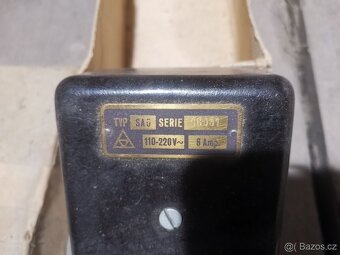 TYP SAG SERIE
110-220V~ 6 Amp.
Bazos.cz